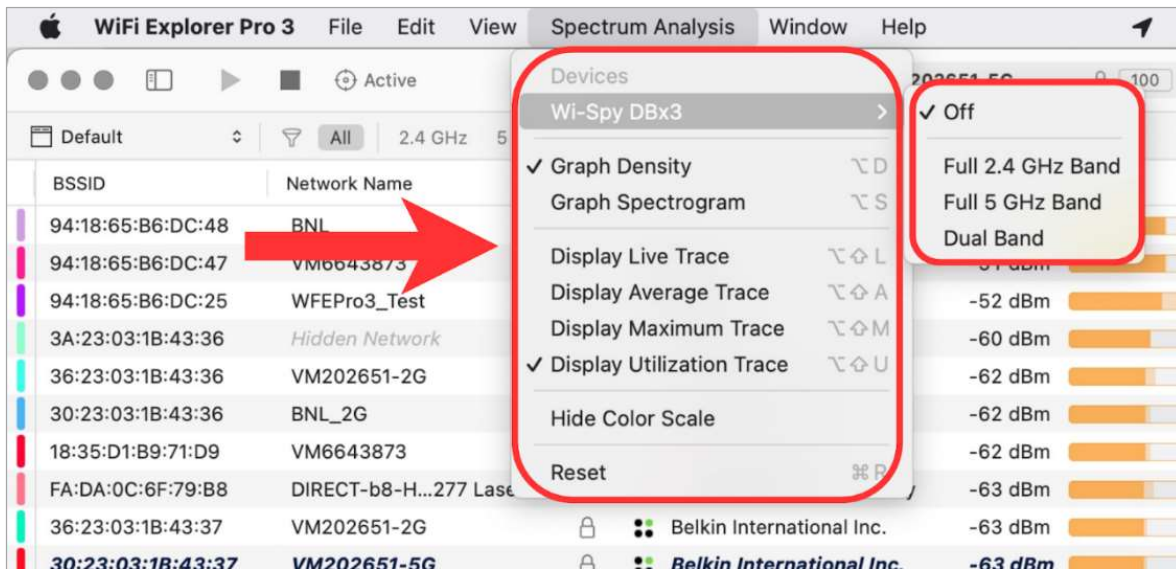 WiFi Explorer Pro 3 File Edit View Spectrum Analysis Window Help
Active 202651-5G 100
Default All 2.4 GHz 5
BSSID Network Name
94:18:65:B6:DC:48 BNL
94:18:65:B6:DC:47 VM6643873 -51 dBm
94:18:65:B6:DC:25 WFEPro3_Test -52 dBm
3A:23:03:1B:43:36 Hidden Network -60 dBm
36:23:03:1B:43:36 VM202651-2G -62 dBm
30:23:03:1B:43:36 BNL_2G -62 dBm
18:35:D1:B9:71:D9 VM6643873 -62 dBm
FA:DA:0C:6F:79:B8 DIRECT-b8-H...277 Lase y -63 dBm
36:23:03:1B:43:37 VM202651-2G Belkin International Inc. -63 dBm
30:23:03:1B:43:37 VM202651-5G Belkin International Inc. -63 dBm
Devices
Wi-Spy DBx3
✓ Graph Density ⌥ D
Graph Spectrogram ⌥ S
Display Live Trace ⌥⇧ L
Display Average Trace ⌥⇧ A
Display Maximum Trace ⌥⇧ M
✓ Display Utilization Trace ⌥⇧ U
Hide Color Scale
Reset ⌘ R
✓ Off
Full 2.4 GHz Band
Full 5 GHz Band
Dual Band